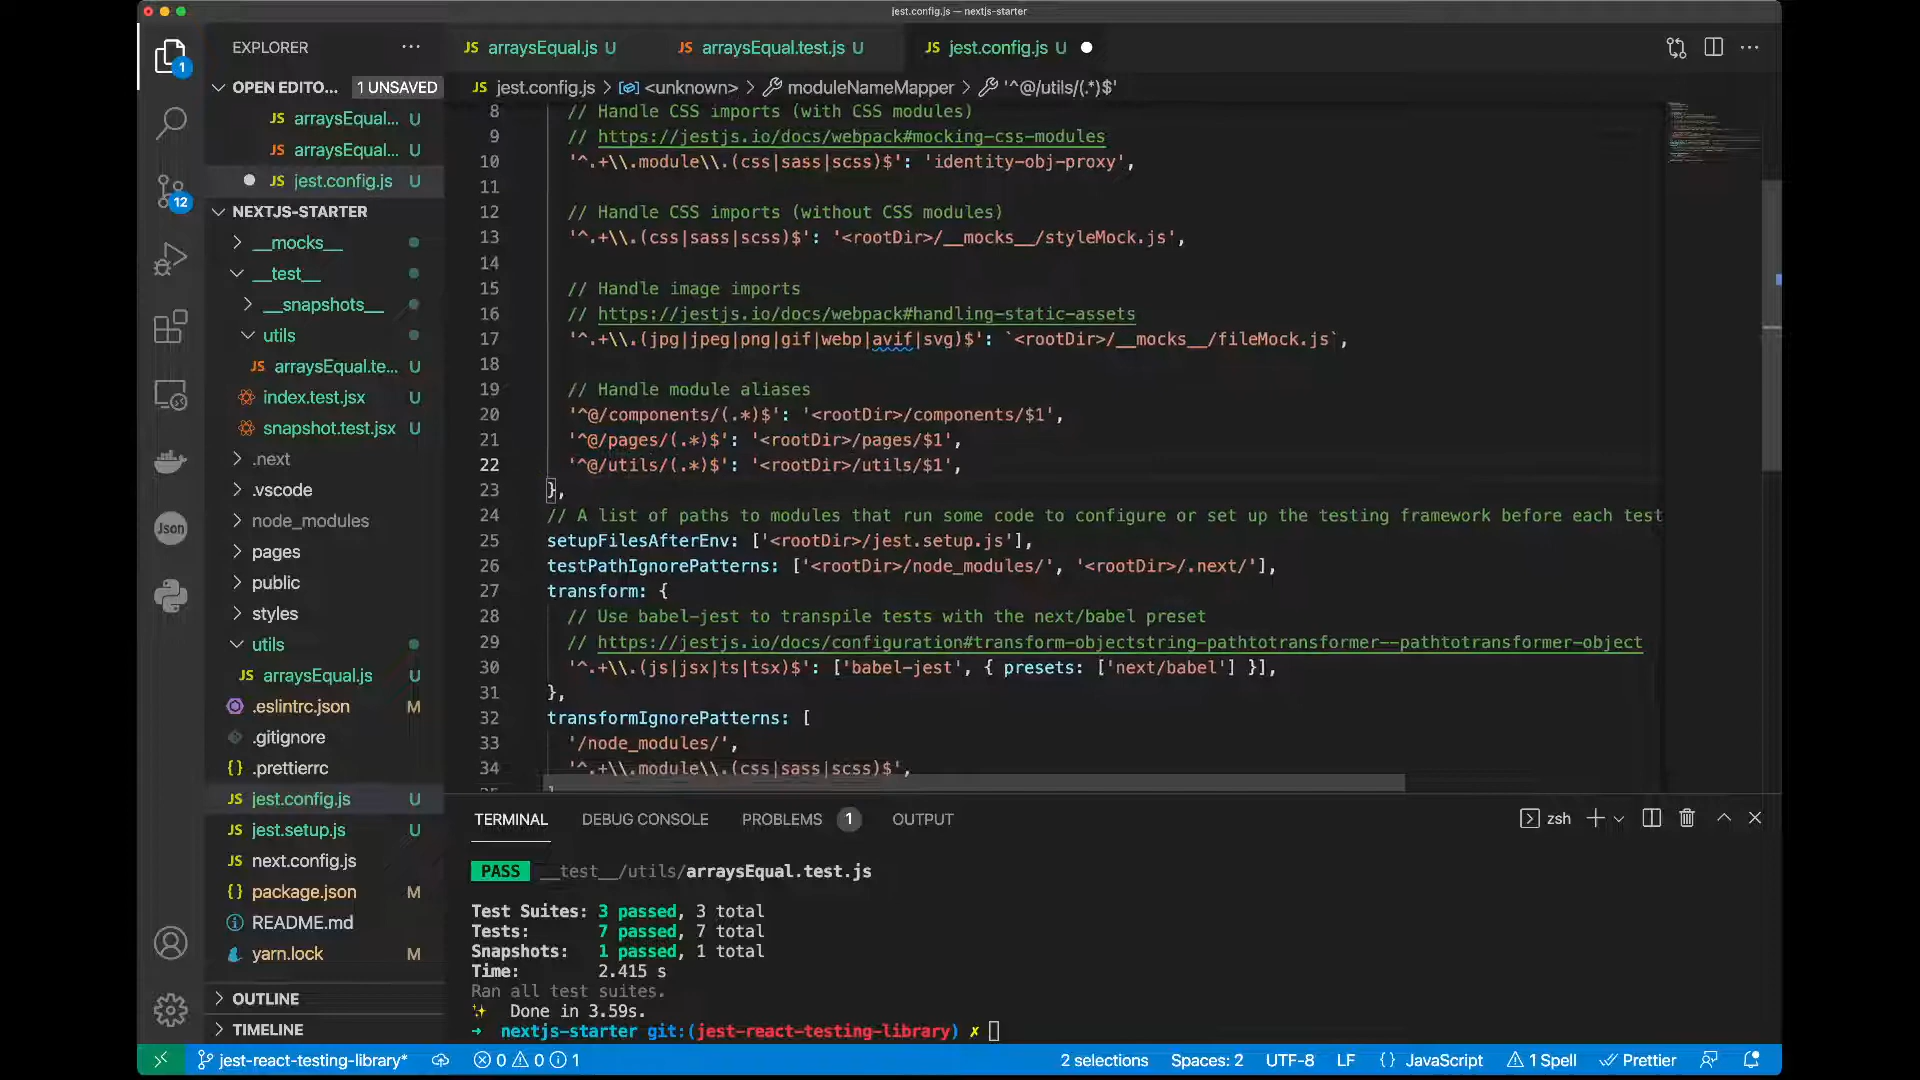 jest.config.js — nextjs-starter
EXPLORER
JS arraysEqual.js U
JS arraysEqual.test.js U
JS jest.config.js U
OPEN EDITO... 1 UNSAVED
JS arraysEqual... U
JS arraysEqual... U
JS jest.config.js U
NEXTJS-STARTER
__mocks__
__test__
__snapshots__
utils
JS arraysEqual.te... U
index.test.jsx U
snapshot.test.jsx U
.next
.vscode
node_modules
pages
public
styles
utils
JS arraysEqual.js U
.eslintrc.json M
.gitignore
{} .prettierrc
JS jest.config.js U
JS jest.setup.js U
JS next.config.js
{} package.json M
README.md
yarn.lock M
OUTLINE
TIMELINE
1
12
Json
JS jest.config.js > <unknown> > moduleNameMapper > '^@/utils/(.*)$'
8 // Handle CSS imports (with CSS modules)
9 // https://jestjs.io/docs/webpack#mocking-css-modules
10 '^.+\\.module\\.(css|sass|scss)$': 'identity-obj-proxy',
11
12 // Handle CSS imports (without CSS modules)
13 '^.+\\.(css|sass|scss)$': '<rootDir>/__mocks__/styleMock.js',
14
15 // Handle image imports
16 // https://jestjs.io/docs/webpack#handling-static-assets
17 '^.+\\.(jpg|jpeg|png|gif|webp|avif|svg)$': `<rootDir>/__mocks__/fileMock.js`,
18
19 // Handle module aliases
20 '^@/components/(.*)$': '<rootDir>/components/$1',
21 '^@/pages/(.*)$': '<rootDir>/pages/$1',
22 '^@/utils/(.*)$': '<rootDir>/utils/$1',
23 },
24 // A list of paths to modules that run some code to configure or set up the testing framework before each test
25 setupFilesAfterEnv: ['<rootDir>/jest.setup.js'],
26 testPathIgnorePatterns: ['<rootDir>/node_modules/', '<rootDir>/.next/'],
27 transform: {
28 // Use babel-jest to transpile tests with the next/babel preset
29 // https://jestjs.io/docs/configuration#transform-objectstring-pathtotransformer--pathtotransformer-object
30 '^.+\\.(js|jsx|ts|tsx)$': ['babel-jest', { presets: ['next/babel'] }],
31 },
32 transformIgnorePatterns: [
33 '/node_modules/',
34 '^.+\\.module\\.(css|sass|scss)$',
TERMINAL DEBUG CONSOLE PROBLEMS 1 OUTPUT
zsh
PASS __test__/utils/arraysEqual.test.js
Test Suites: 3 passed, 3 total
Tests: 7 passed, 7 total
Snapshots: 1 passed, 1 total
Time: 2.415 s
Ran all test suites.
✨ Done in 3.59s.
➜ nextjs-starter git:(jest-react-testing-library) ✗
jest-react-testing-library* 0 0 1
2 selections Spaces: 2 UTF-8 LF {} JavaScript 1 Spell Prettier